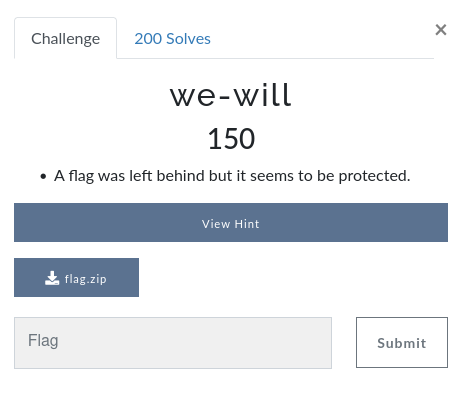 Challenge
200 Solves
×
we-will
150
• A flag was left behind but it seems to be protected.
View Hint
flag.zip
Flag
Submit